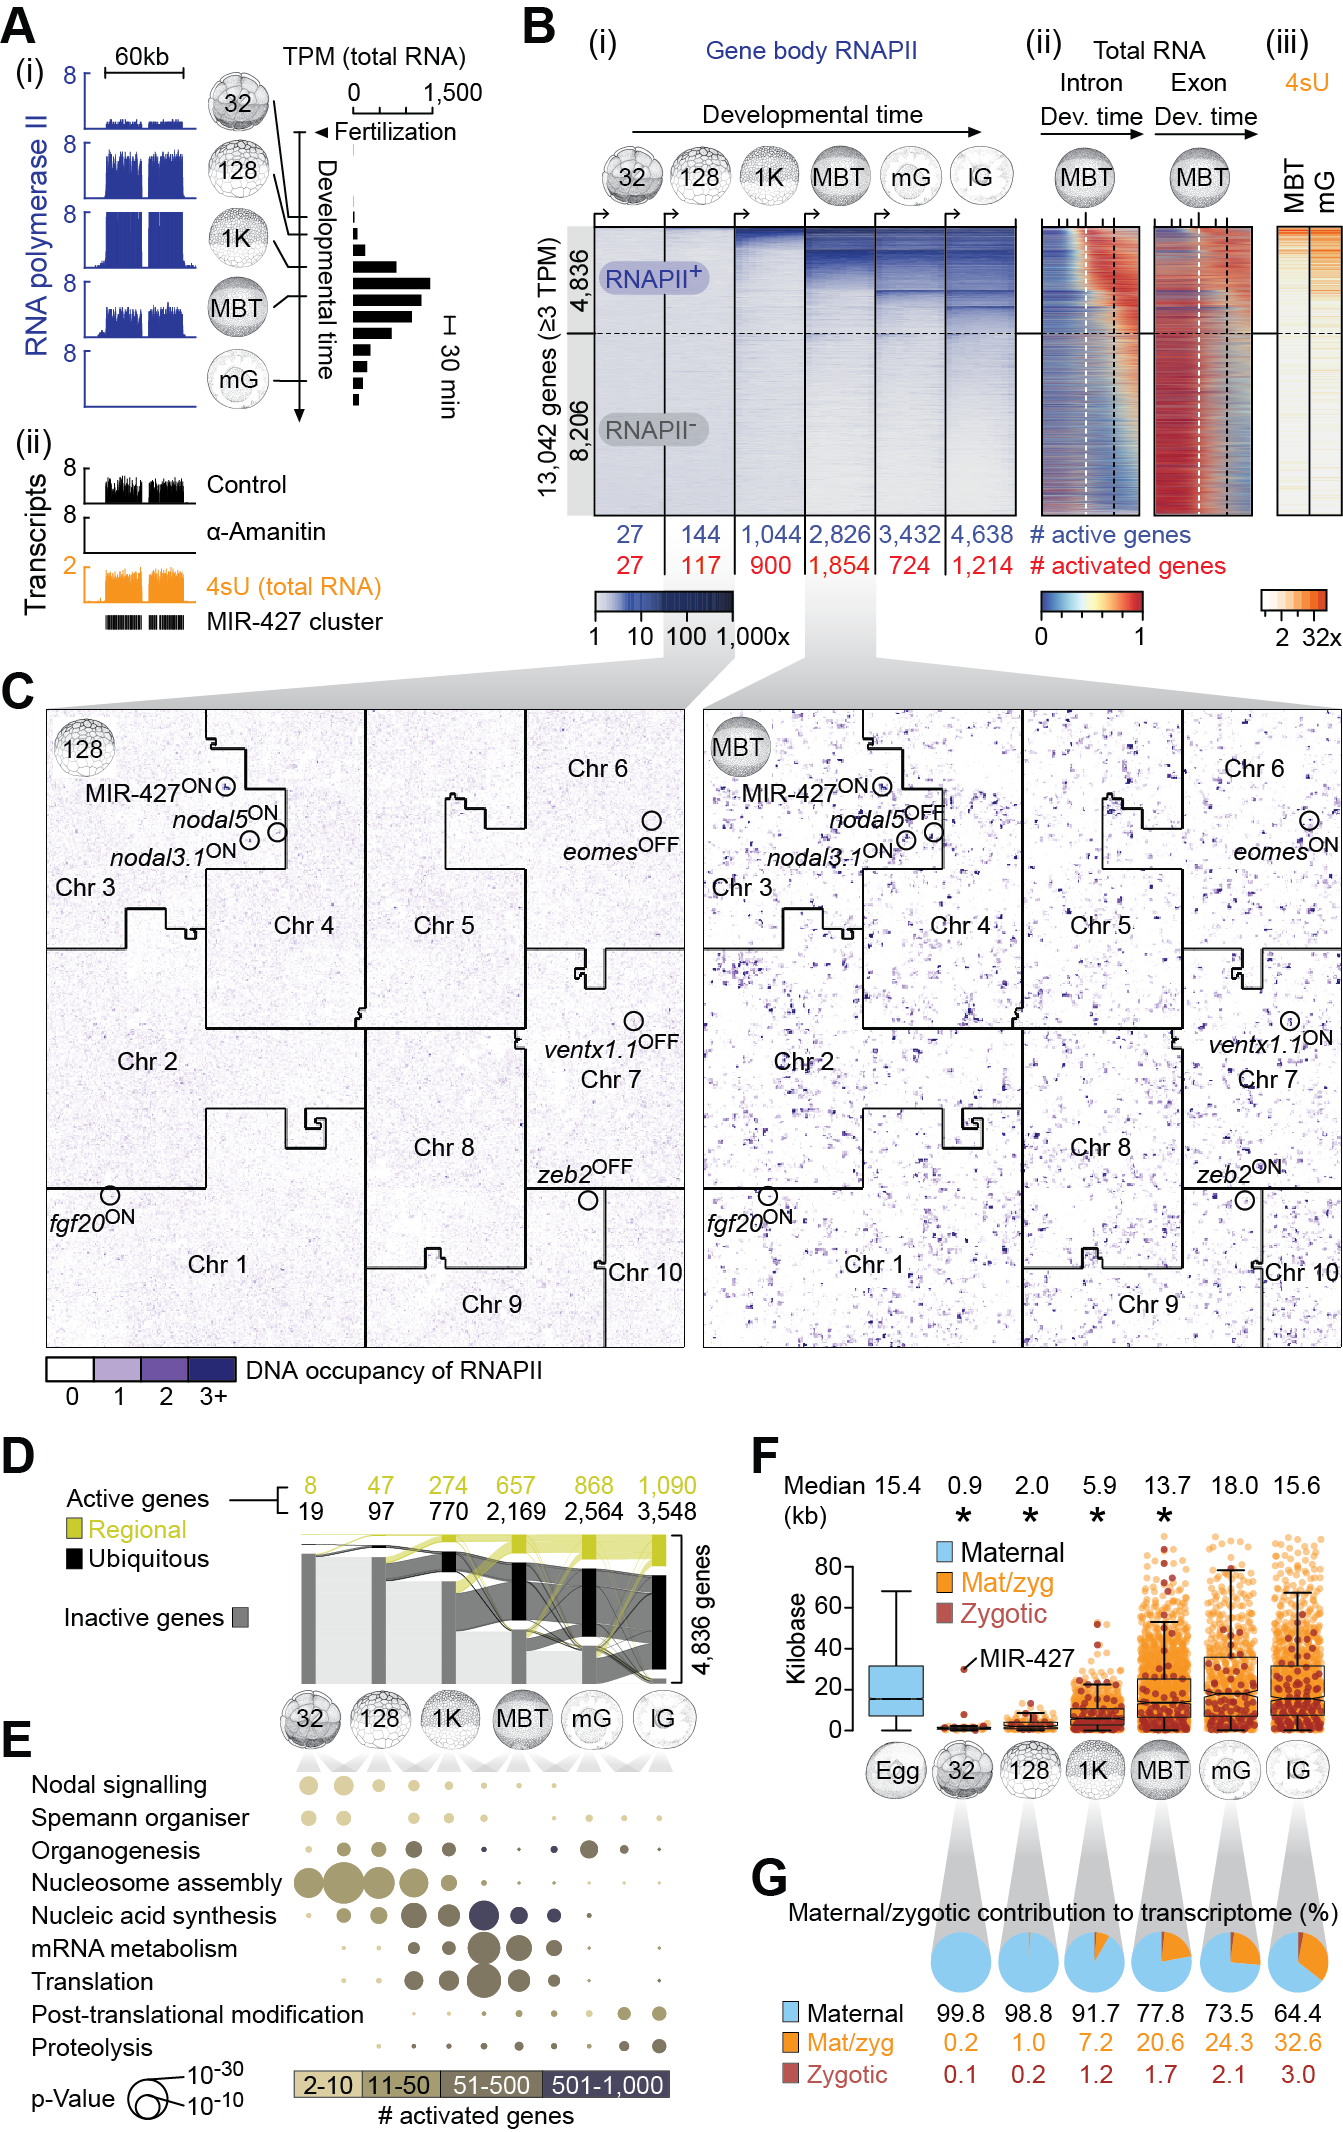 A
(i)
60kb
TPM (total RNA)
0
1,500
Fertilization
RNA polymerase II
8
8
8
8
8
32
128
1K
MBT
mG
Developmental time
30 min
(ii)
Transcripts
8
Control
8
α-Amanitin
2
4sU (total RNA)
MIR-427 cluster
B
(i)
Gene body RNAPII
Developmental time
32
128
1K
MBT
mG
lG
(ii)
Total RNA
Intron
Exon
Dev. time
Dev. time
MBT
MBT
(iii)
4sU
MBT
mG
13,042 genes (≥3 TPM)
4,836
8,206
RNAPII+
RNAPII-
27
144
1,044
2,826
3,432
4,638
# active genes
27
117
900
1,854
724
1,214
# activated genes
1
10
100
1,000x
0
1
2
32x
C
128
MIR-427ON
nodal5ON
nodal3.1ON
Chr 3
Chr 4
Chr 5
Chr 6
eomesOFF
Chr 2
ventx1.1OFF
Chr 7
Chr 8
zeb2OFF
fgf20ON
Chr 1
Chr 9
Chr 10
MBT
MIR-427ON
nodal5OFF
nodal3.1ON
Chr 3
Chr 4
Chr 5
Chr 6
eomesON
Chr 2
ventx1.1ON
Chr 7
Chr 8
zeb2ON
fgf20ON
Chr 1
Chr 9
Chr 10
0
1
2
3+
DNA occupancy of RNAPII
D
Active genes
8
47
274
657
868
1,090
19
97
770
2,169
2,564
3,548
Regional
Ubiquitous
Inactive genes
4,836 genes
32
128
1K
MBT
mG
lG
E
Nodal signalling
Spemann organiser
Organogenesis
Nucleosome assembly
Nucleic acid synthesis
mRNA metabolism
Translation
Post-translational modification
Proteolysis
p-Value
10-30
10-10
2-10
11-50
51-500
501-1,000
# activated genes
F
Median (kb)
15.4
0.9
2.0
5.9
13.7
18.0
15.6
*
*
*
*
Maternal
Mat/zyg
Zygotic
MIR-427
Kilobase
80
60
40
20
0
Egg
32
128
1K
MBT
mG
lG
G
Maternal/zygotic contribution to transcriptome (%)
Maternal
99.8
98.8
91.7
77.8
73.5
64.4
Mat/zyg
0.2
1.0
7.2
20.6
24.3
32.6
Zygotic
0.1
0.2
1.2
1.7
2.1
3.0